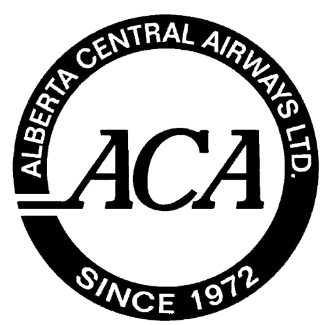 ALBERTA CENTRAL AIRWAYS LTD.
ACA
SINCE 1972